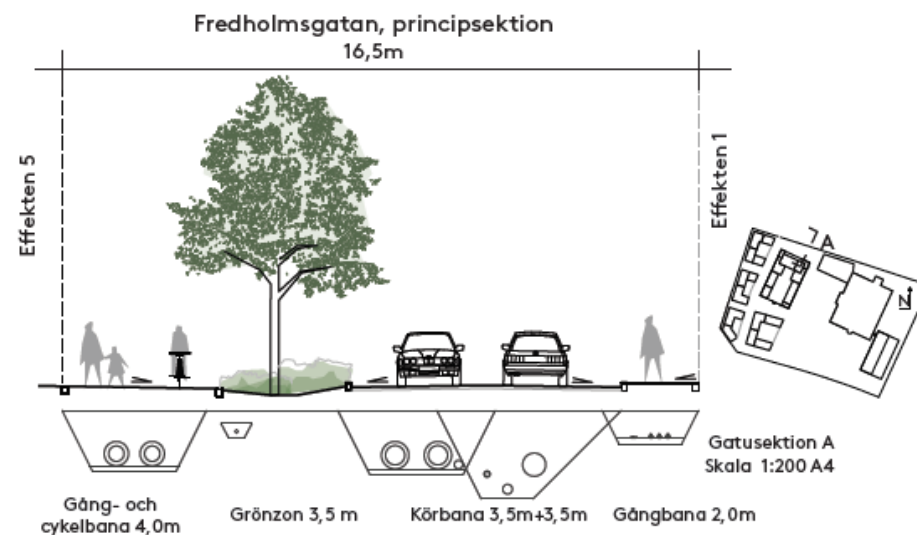 Fredholmsgatan, principsektion
16,5m
Effekten 5
Effekten 1
A
N
Gatusektion A
Skala 1:200 A4
Gång- och
cykelbana 4,0m
Grönzon 3,5 m
Körbana 3,5m+3,5m
Gångbana 2,0m